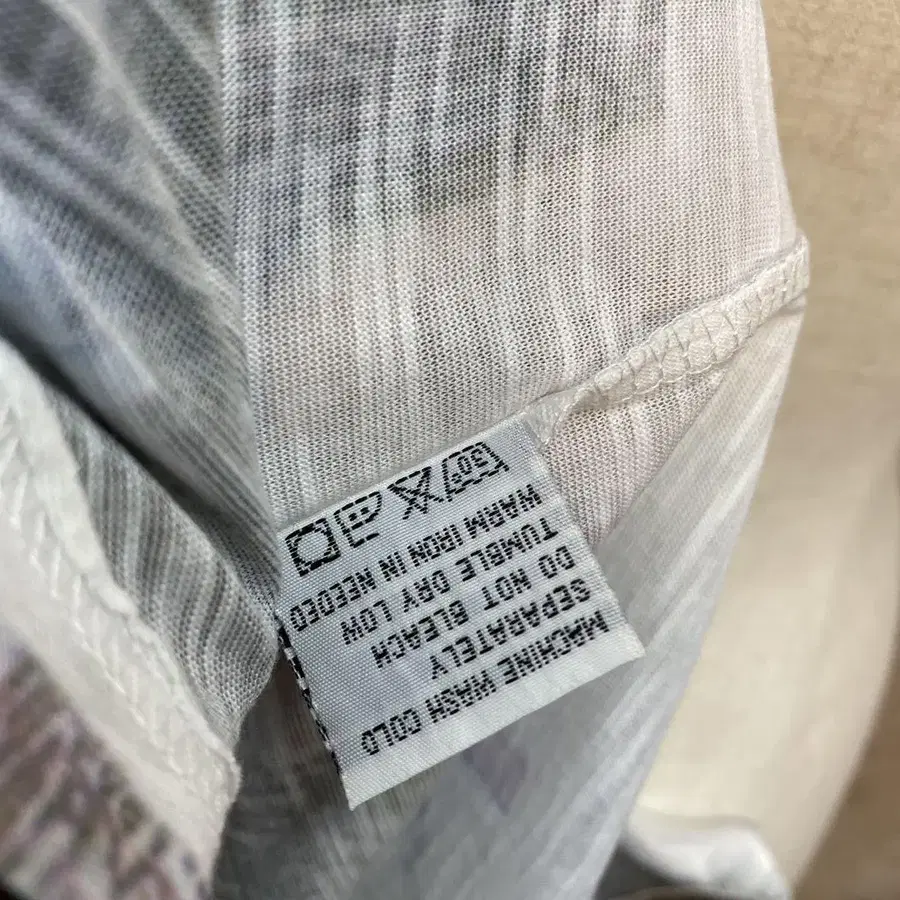 MACHINE WASH COLD
SEPARATELY
DO NOT BLEACH
TUMBLE DRY LOW
WARM IRON IN NEEDED
30